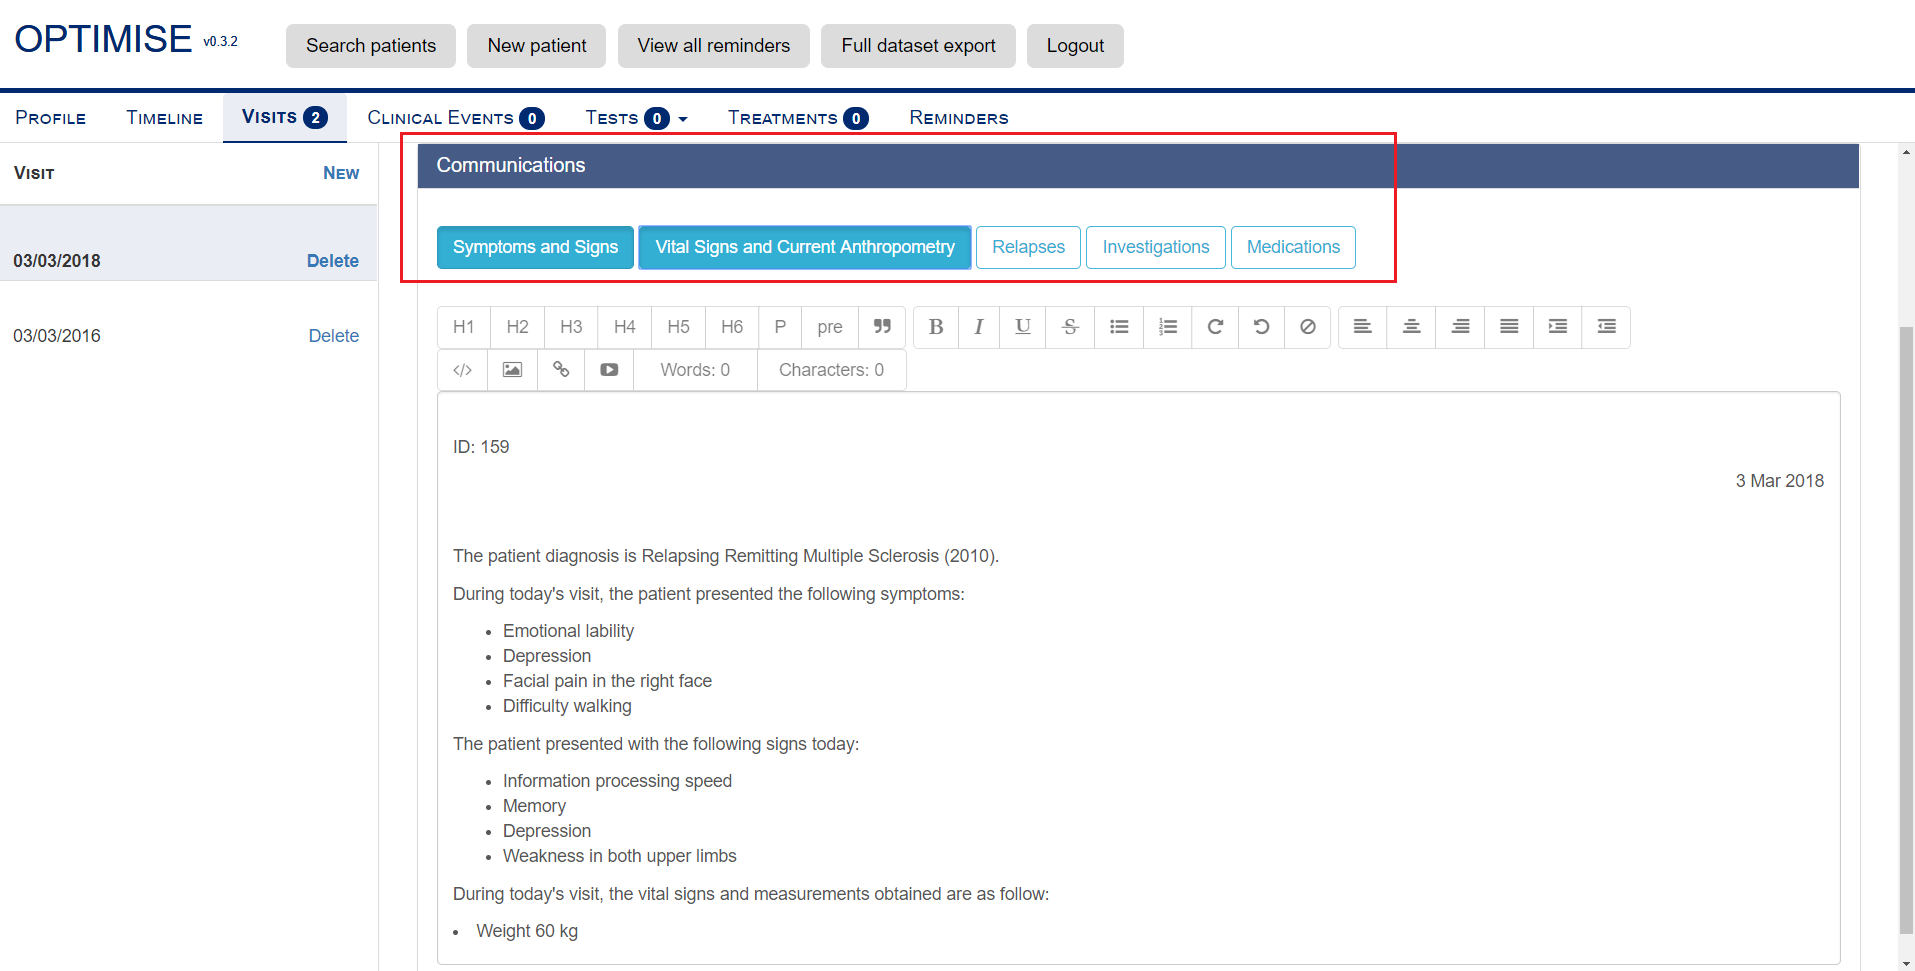 OPTIMISE v0.3.2
Search patients New patient View all reminders Full dataset export Logout
PROFILE TIMELINE VISITS 2 CLINICAL EVENTS 0 TESTS 0 TREATMENTS 0 REMINDERS
VISIT NEW
03/03/2018 Delete
03/03/2016 Delete
Communications
Symptoms and Signs Vital Signs and Current Anthropometry Relapses Investigations Medications
H1 H2 H3 H4 H5 H6 P pre B I U S
Words: 0 Characters: 0
ID: 159
3 Mar 2018
The patient diagnosis is Relapsing Remitting Multiple Sclerosis (2010).
During today's visit, the patient presented the following symptoms:
• Emotional lability
• Depression
• Facial pain in the right face
• Difficulty walking
The patient presented with the following signs today:
• Information processing speed
• Memory
• Depression
• Weakness in both upper limbs
During today's visit, the vital signs and measurements obtained are as follow:
• Weight 60 kg